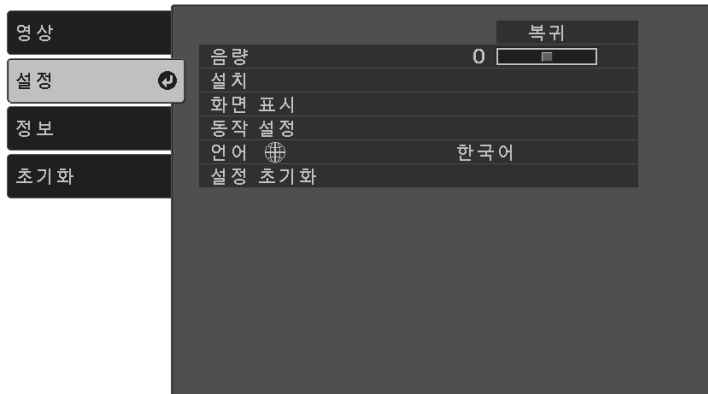 영상
설정
정보
초기화
복귀
음량 0
설치
화면 표시
동작 설정
언어 한국어
설정 초기화